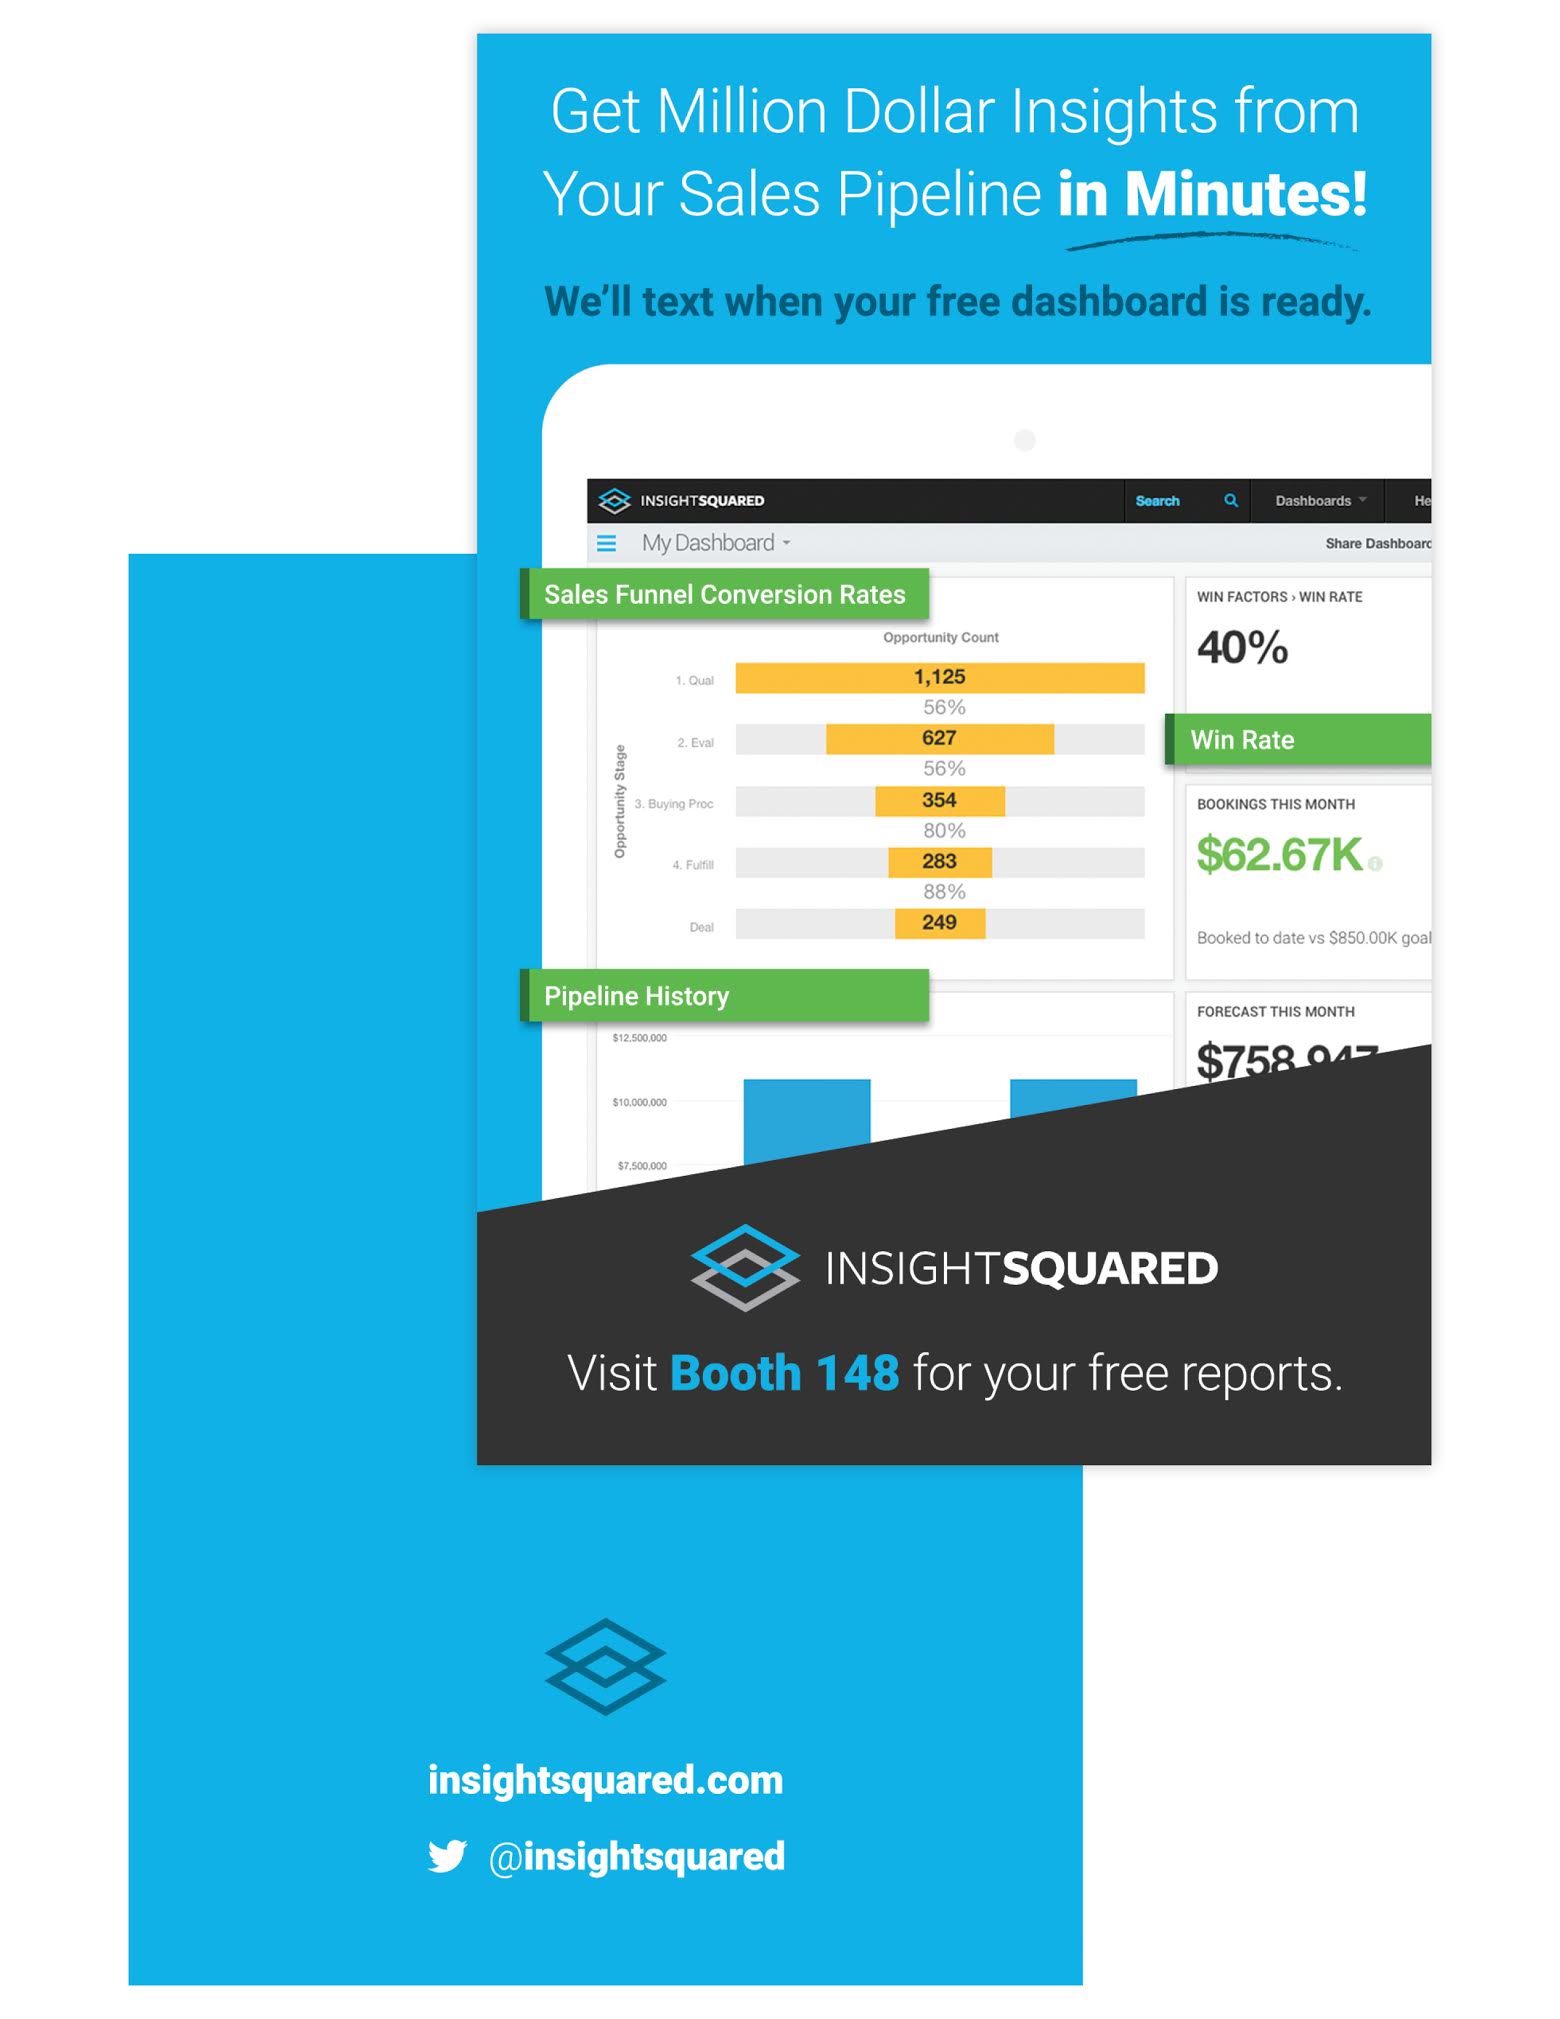 Get Million Dollar Insights from
Your Sales Pipeline in Minutes!
We'll text when your free dashboard is ready.
INSIGHTSQUARED
Search
Dashboards
He
My Dashboard
Share Dashboard
Sales Funnel Conversion Rates
Opportunity Count
Opportunity Stage
1. Qual
1,125
56%
2. Eval
627
56%
3. Buying Proc
354
80%
4. Fulfill
283
88%
Deal
249
WIN FACTORS › WIN RATE
40%
Win Rate
BOOKINGS THIS MONTH
$62.67K
Booked to date vs $850.00K goal
Pipeline History
$12,500,000
$10,000,000
$7,500,000
FORECAST THIS MONTH
$758,947
INSIGHTSQUARED
Visit Booth 148 for your free reports.
insightsquared.com
@insightsquared